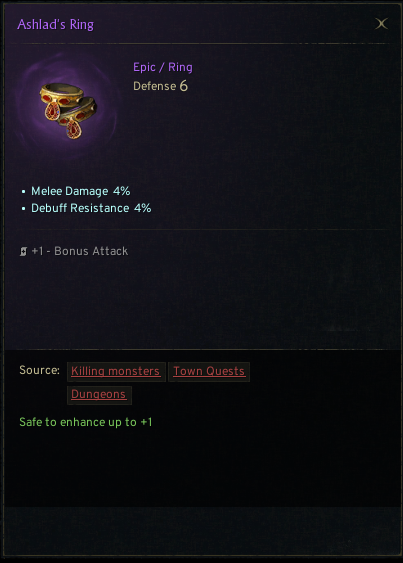 Ashlad's Ring
Epic / Ring
Defense 6
• Melee Damage 4%
• Debuff Resistance 4%
+1 - Bonus Attack
Source: Killing monsters Town Quests
Dungeons
Safe to enhance up to +1